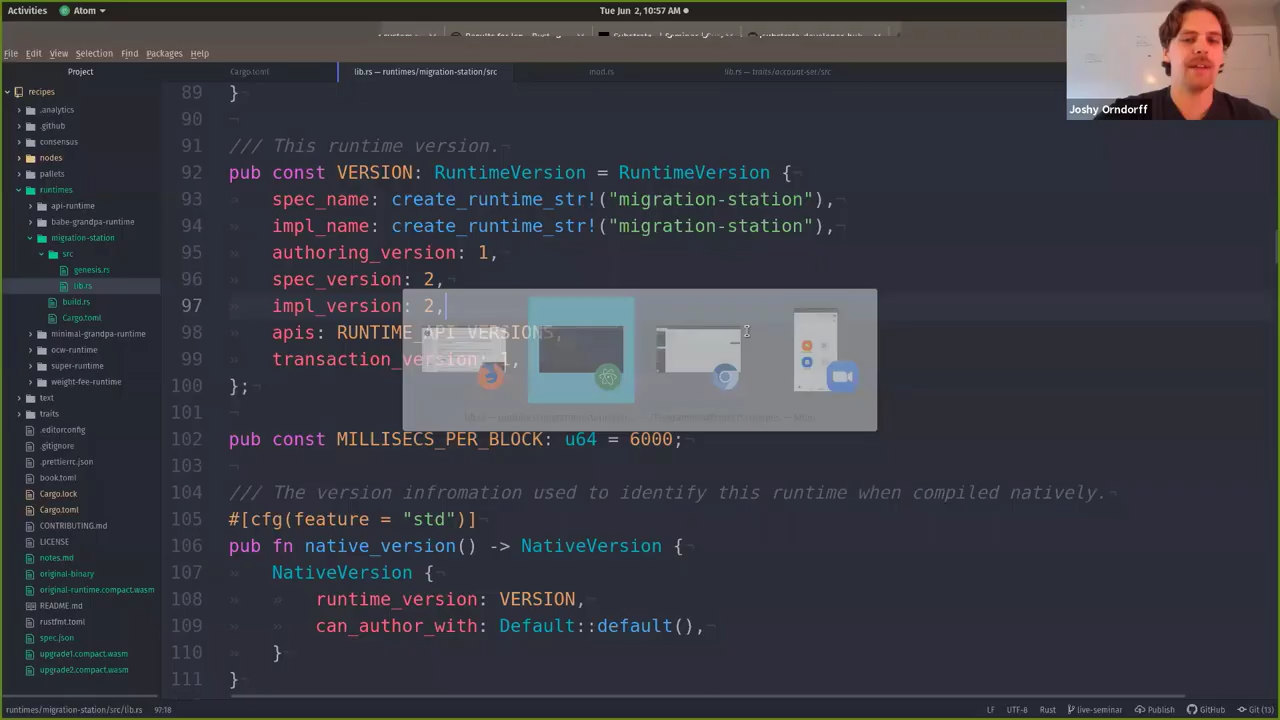 Activities Atom Tue Jun 2, 10:57 AM
File Edit View Selection Find Packages Help
Project
Cargo.toml
lib.rs — runtimes/migration-station/src
mod.rs
lib.rs — traits/account-set/src
Joshy Orndorff
recipes
.analytics
.github
consensus
nodes
pallets
runtimes
api-runtime
babe-grandpa-runtime
migration-station
src
genesis.rs
lib.rs
build.rs
Cargo.toml
minimal-grandpa-runtime
ocw-runtime
super-runtime
weight-fee-runtime
text
traits
.editorconfig
.gitignore
.prettierrc.json
book.toml
Cargo.lock
Cargo.toml
CONTRIBUTING.md
LICENSE
notes.md
original-binary
original-runtime.compact.wasm
README.md
rustfmt.toml
spec.json
upgrade1.compact.wasm
upgrade2.compact.wasm
89 }
90
91 /// This runtime version.
92 pub const VERSION: RuntimeVersion = RuntimeVersion {
93 spec_name: create_runtime_str!("migration-station"),
94 impl_name: create_runtime_str!("migration-station"),
95 authoring_version: 1,
96 spec_version: 2,
97 impl_version: 2,
98 apis: RUNTIME_API_VERSIONS,
99 transaction_version: 1,
100 };
101
102 pub const MILLISECS_PER_BLOCK: u64 = 6000;
103
104 /// The version infromation used to identify this runtime when compiled natively.
105 #[cfg(feature = "std")]
106 pub fn native_version() -> NativeVersion {
107 NativeVersion {
108 runtime_version: VERSION,
109 can_author_with: Default::default(),
110 }
111 }
runtimes/migration-station/src/lib.rs 97:18
LF UTF-8 Rust live-seminar Publish GitHub Git (13)